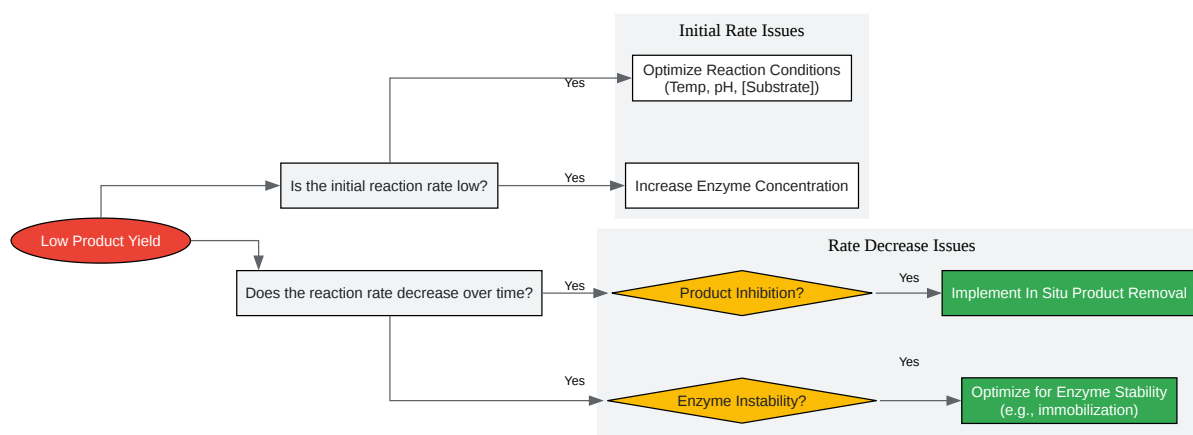 Initial Rate Issues
Optimize Reaction Conditions
(Temp, pH, [Substrate])
Yes
Is the initial reaction rate low?
Yes
Increase Enzyme Concentration
Low Product Yield
Rate Decrease Issues
Does the reaction rate decrease over time?
Yes
Product Inhibition?
Yes
Implement In Situ Product Removal
Yes
Enzyme Instability?
Yes
Optimize for Enzyme Stability
(e.g., immobilization)